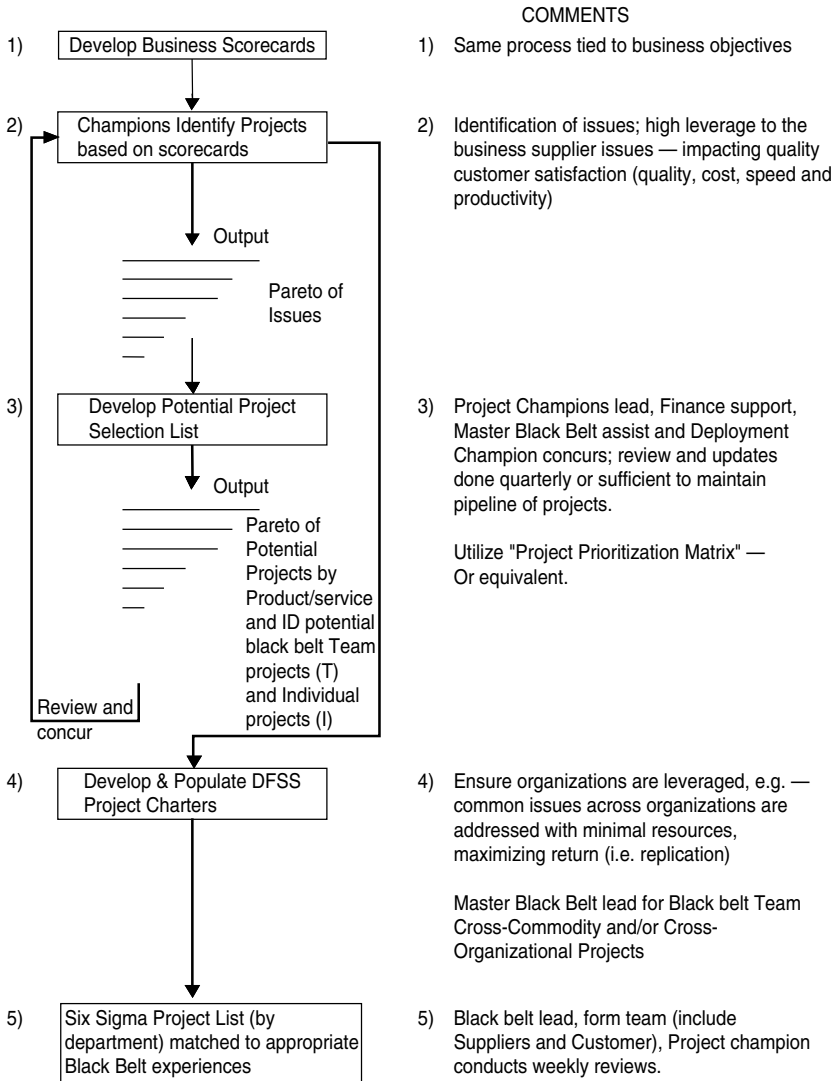 COMMENTS
1)
Develop Business Scorecards
1) Same process tied to business objectives
2)
Champions Identify Projects
based on scorecards
2) Identification of issues; high leverage to the
business supplier issues — impacting quality
customer satisfaction (quality, cost, speed and
productivity)
Output
Pareto of
Issues
3)
Develop Potential Project
Selection List
3) Project Champions lead, Finance support,
Master Black Belt assist and Deployment
Champion concurs; review and updates
done quarterly or sufficient to maintain
pipeline of projects.
Utilize "Project Prioritization Matrix" —
Or equivalent.
Output
Pareto of
Potential
Projects by
Product/service
and ID potential
black belt Team
projects (T)
and Individual
projects (I)
Review and
concur
4)
Develop & Populate DFSS
Project Charters
4) Ensure organizations are leveraged, e.g. —
common issues across organizations are
addressed with minimal resources,
maximizing return (i.e. replication)
Master Black Belt lead for Black belt Team
Cross-Commodity and/or Cross-
Organizational Projects
5)
Six Sigma Project List (by
department) matched to appropriate
Black Belt experiences
5) Black belt lead, form team (include
Suppliers and Customer), Project champion
conducts weekly reviews.